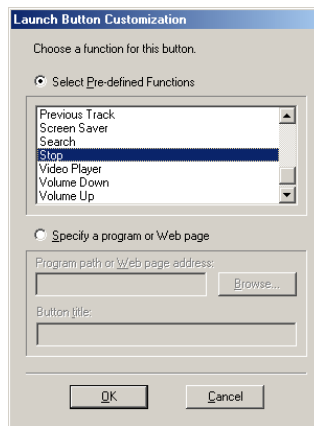 Launch Button Customization
Choose a function for this button.
Select Pre-defined Functions
Previous Track
Screen Saver
Search
Stop
Video Player
Volume Down
Volume Up
Specify a program or Web page
Program path or Web page address:
Browse...
Button title:
OK
Cancel